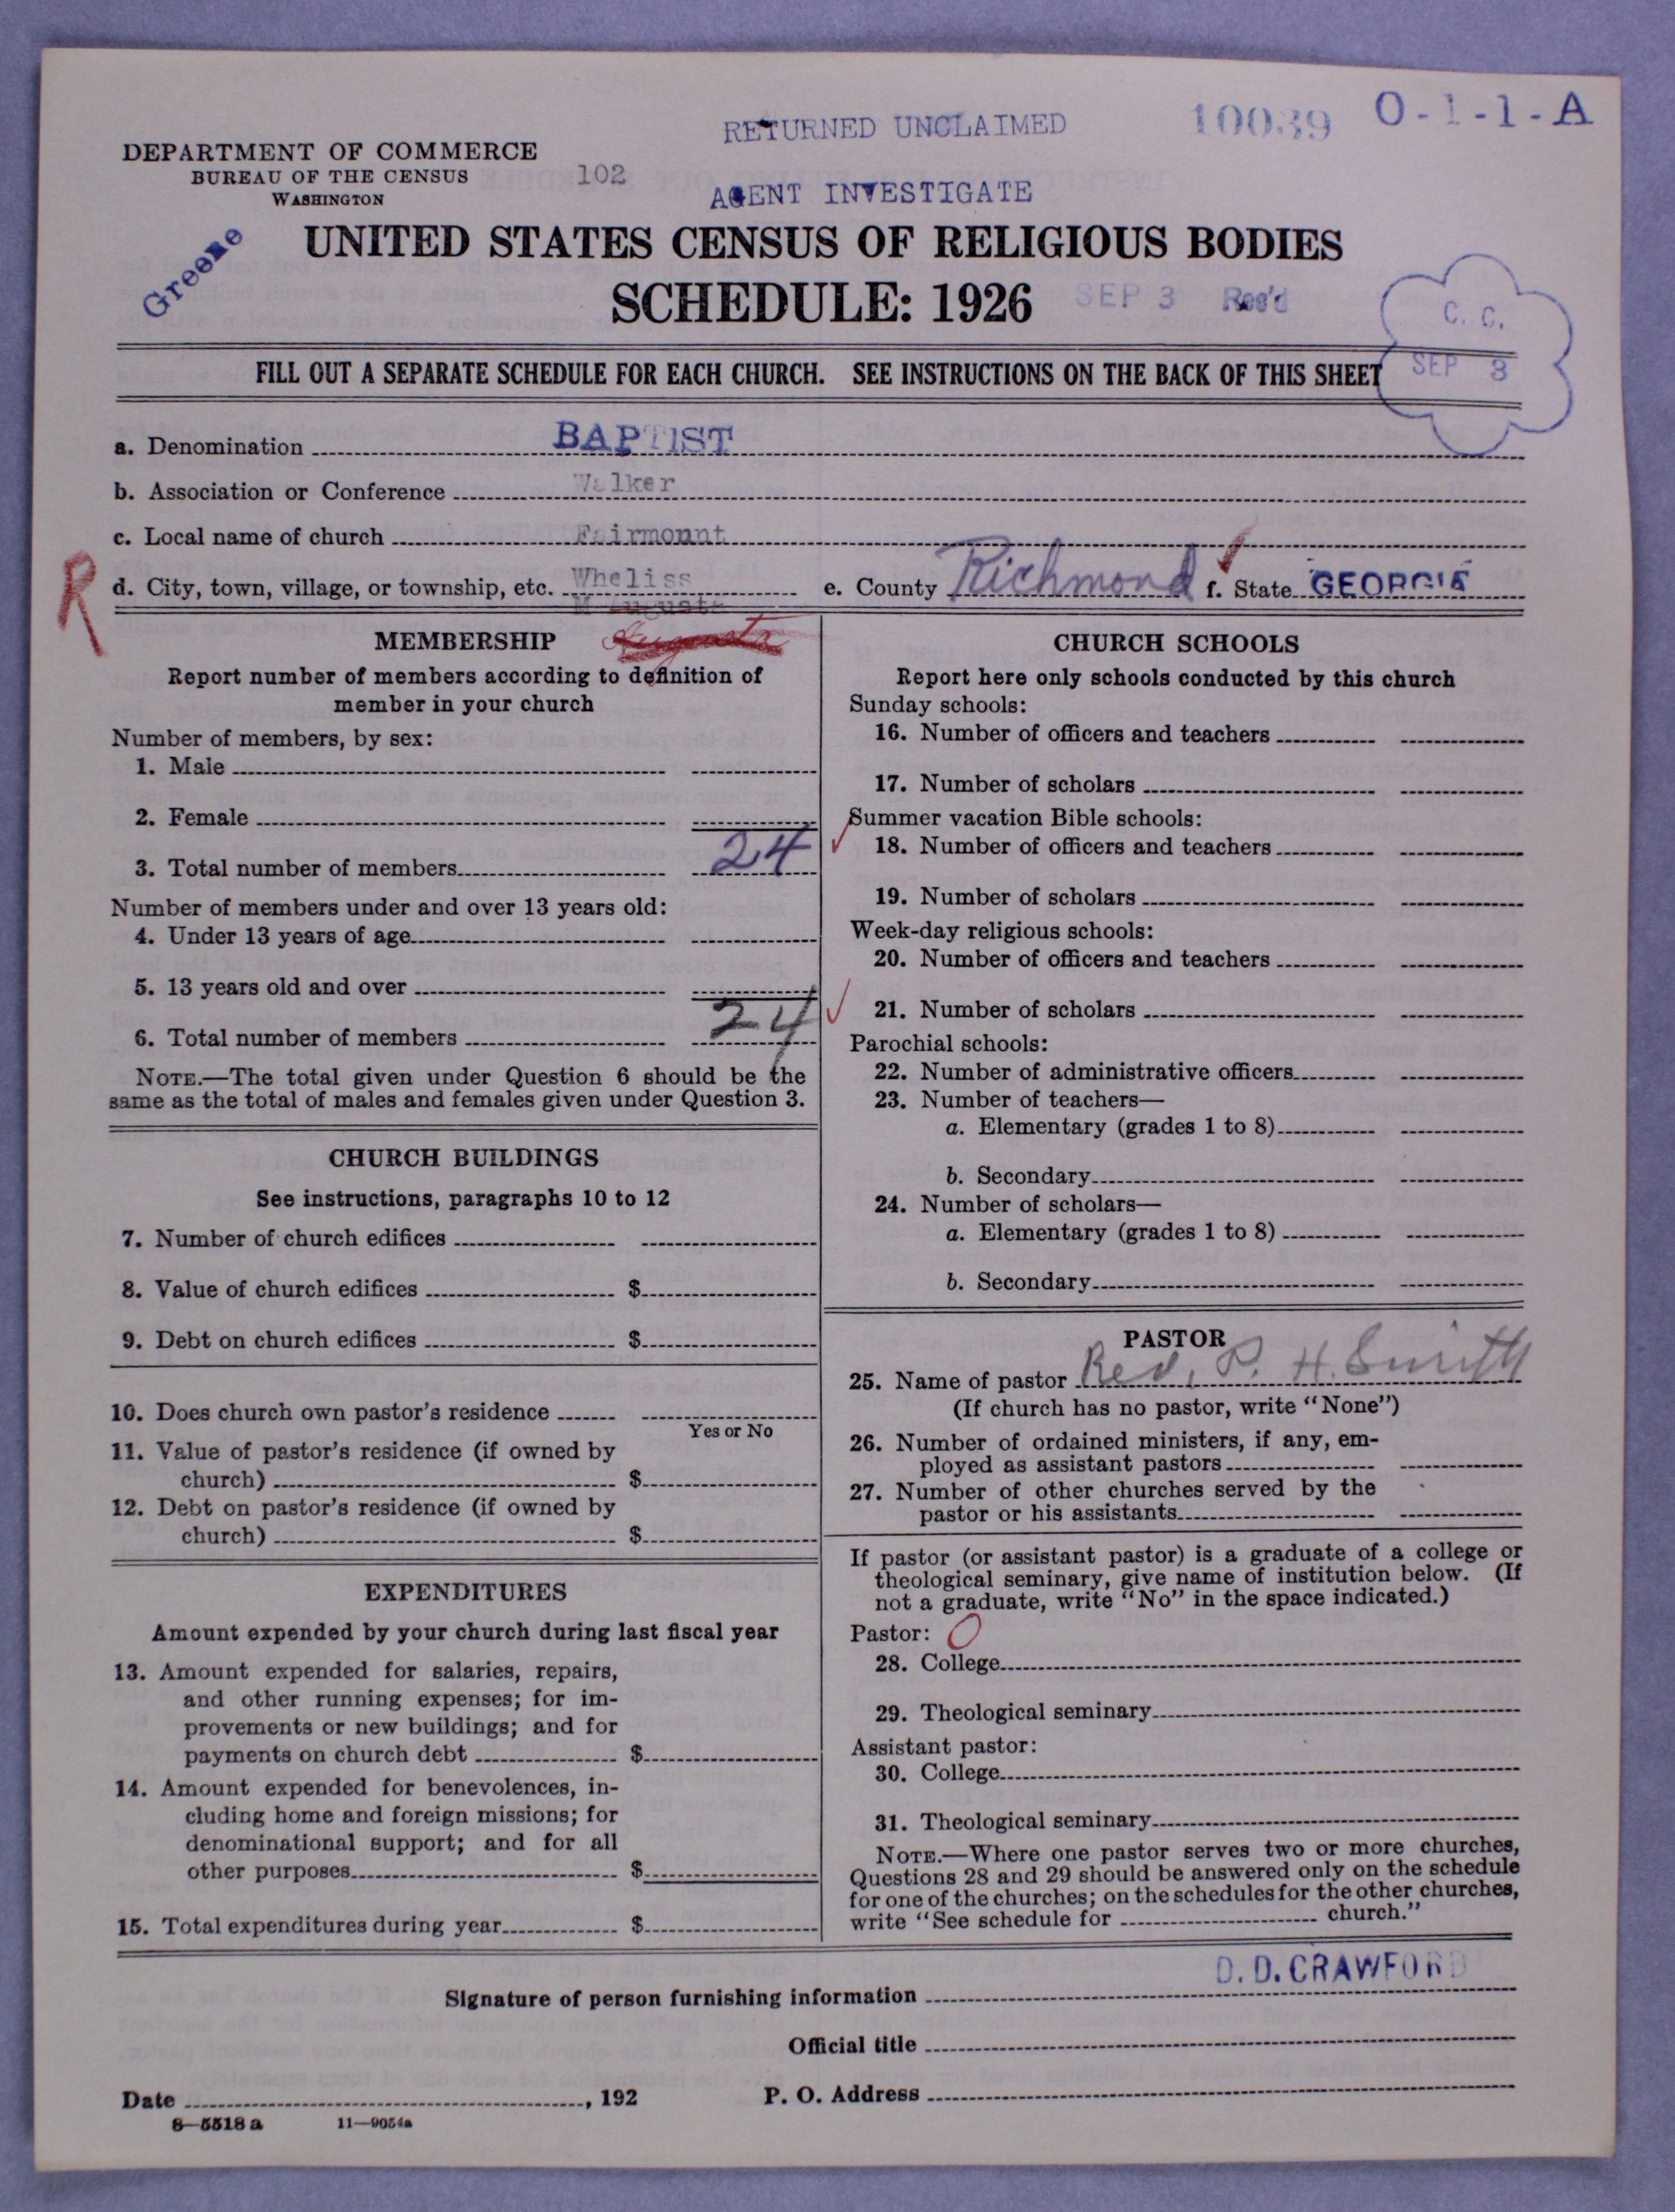 RETURNED UNCLAIMED
10039 O-1-1-A
DEPARTMENT OF COMMERCE
BUREAU OF THE CENSUS
WASHINGTON
102
AGENT INVESTIGATE
Greene
UNITED STATES CENSUS OF RELIGIOUS BODIES
SCHEDULE: 1926
SEP 3 Rec'd
C. C.
SEP 3
FILL OUT A SEPARATE SCHEDULE FOR EACH CHURCH. SEE INSTRUCTIONS ON THE BACK OF THIS SHEET
a. Denomination BAPTIST
b. Association or Conference Walker
c. Local name of church Fairmount
R
d. City, town, village, or township, etc. Wheliss e. County Richmond f. State GEORGIA
Augusta
MEMBERSHIP Augusta
Report number of members according to definition of
member in your church
Number of members, by sex:
1. Male
2. Female
3. Total number of members 24
Number of members under and over 13 years old:
4. Under 13 years of age
5. 13 years old and over
6. Total number of members 24
NOTE.—The total given under Question 6 should be the
same as the total of males and females given under Question 3.
CHURCH BUILDINGS
See instructions, paragraphs 10 to 12
7. Number of church edifices
8. Value of church edifices $
9. Debt on church edifices $
10. Does church own pastor's residence
Yes or No
11. Value of pastor's residence (if owned by
church) $
12. Debt on pastor's residence (if owned by
church) $
EXPENDITURES
Amount expended by your church during last fiscal year
13. Amount expended for salaries, repairs,
and other running expenses; for im-
provements or new buildings; and for
payments on church debt $
14. Amount expended for benevolences, in-
cluding home and foreign missions; for
denominational support; and for all
other purposes $
15. Total expenditures during year $
CHURCH SCHOOLS
Report here only schools conducted by this church
Sunday schools:
16. Number of officers and teachers
17. Number of scholars
Summer vacation Bible schools:
18. Number of officers and teachers
19. Number of scholars
Week-day religious schools:
20. Number of officers and teachers
21. Number of scholars
Parochial schools:
22. Number of administrative officers
23. Number of teachers—
a. Elementary (grades 1 to 8)
b. Secondary
24. Number of scholars—
a. Elementary (grades 1 to 8)
b. Secondary
PASTOR
25. Name of pastor Rev. P. H. Smith
(If church has no pastor, write "None")
26. Number of ordained ministers, if any, em-
ployed as assistant pastors
27. Number of other churches served by the
pastor or his assistants
If pastor (or assistant pastor) is a graduate of a college or
theological seminary, give name of institution below. (If
not a graduate, write "No" in the space indicated.)
Pastor: O
28. College
29. Theological seminary
Assistant pastor:
30. College
31. Theological seminary
NOTE.—Where one pastor serves two or more churches,
Questions 28 and 29 should be answered only on the schedule
for one of the churches; on the schedules for the other churches,
write "See schedule for church."
Signature of person furnishing information D. D. CRAWFORD
Official title
Date , 192 P. O. Address
8—5518 a 11—9054a